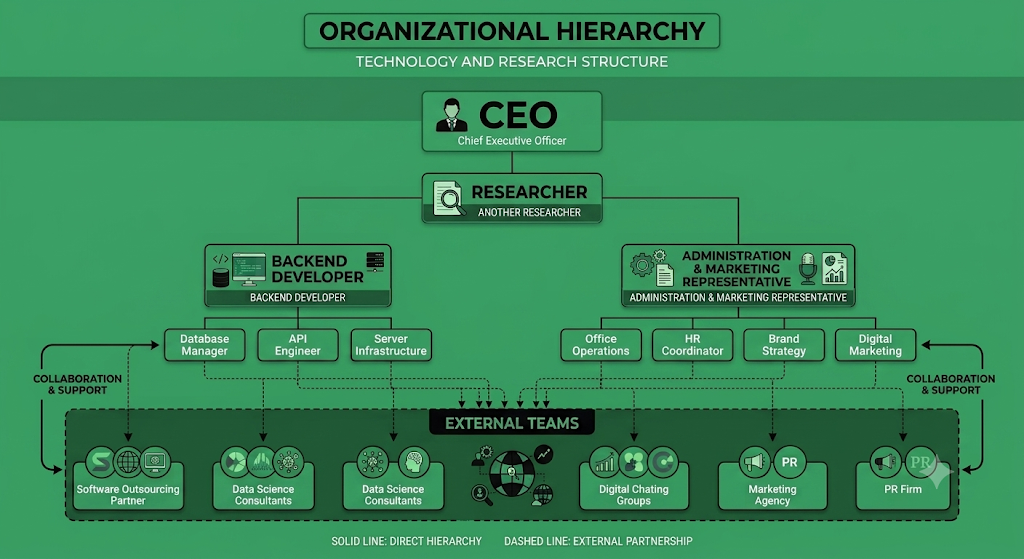 ORGANIZATIONAL HIERARCHY
TECHNOLOGY AND RESEARCH STRUCTURE
CEO
Chief Executive Officer
RESEARCHER
ANOTHER RESEARCHER
</>
BACKEND
DEVELOPER
BACKEND DEVELOPER
ADMINISTRATION
& MARKETING
REPRESENTATIVE
ADMINISTRATION & MARKETING REPRESENTATIVE
Database
Manager
API
Engineer
Server
Infrastructure
Office
Operations
HR
Coordinator
Brand
Strategy
Digital
Marketing
COLLABORATION
& SUPPORT
COLLABORATION
& SUPPORT
EXTERNAL TEAMS
S
Software Outsourcing
Partner
Data Science
Consultants
Data Science
Consultants
Digital Chating
Groups
PR
Marketing
Agency
PR
PR Firm
SOLID LINE: DIRECT HIERARCHY
DASHED LINE: EXTERNAL PARTNERSHIP